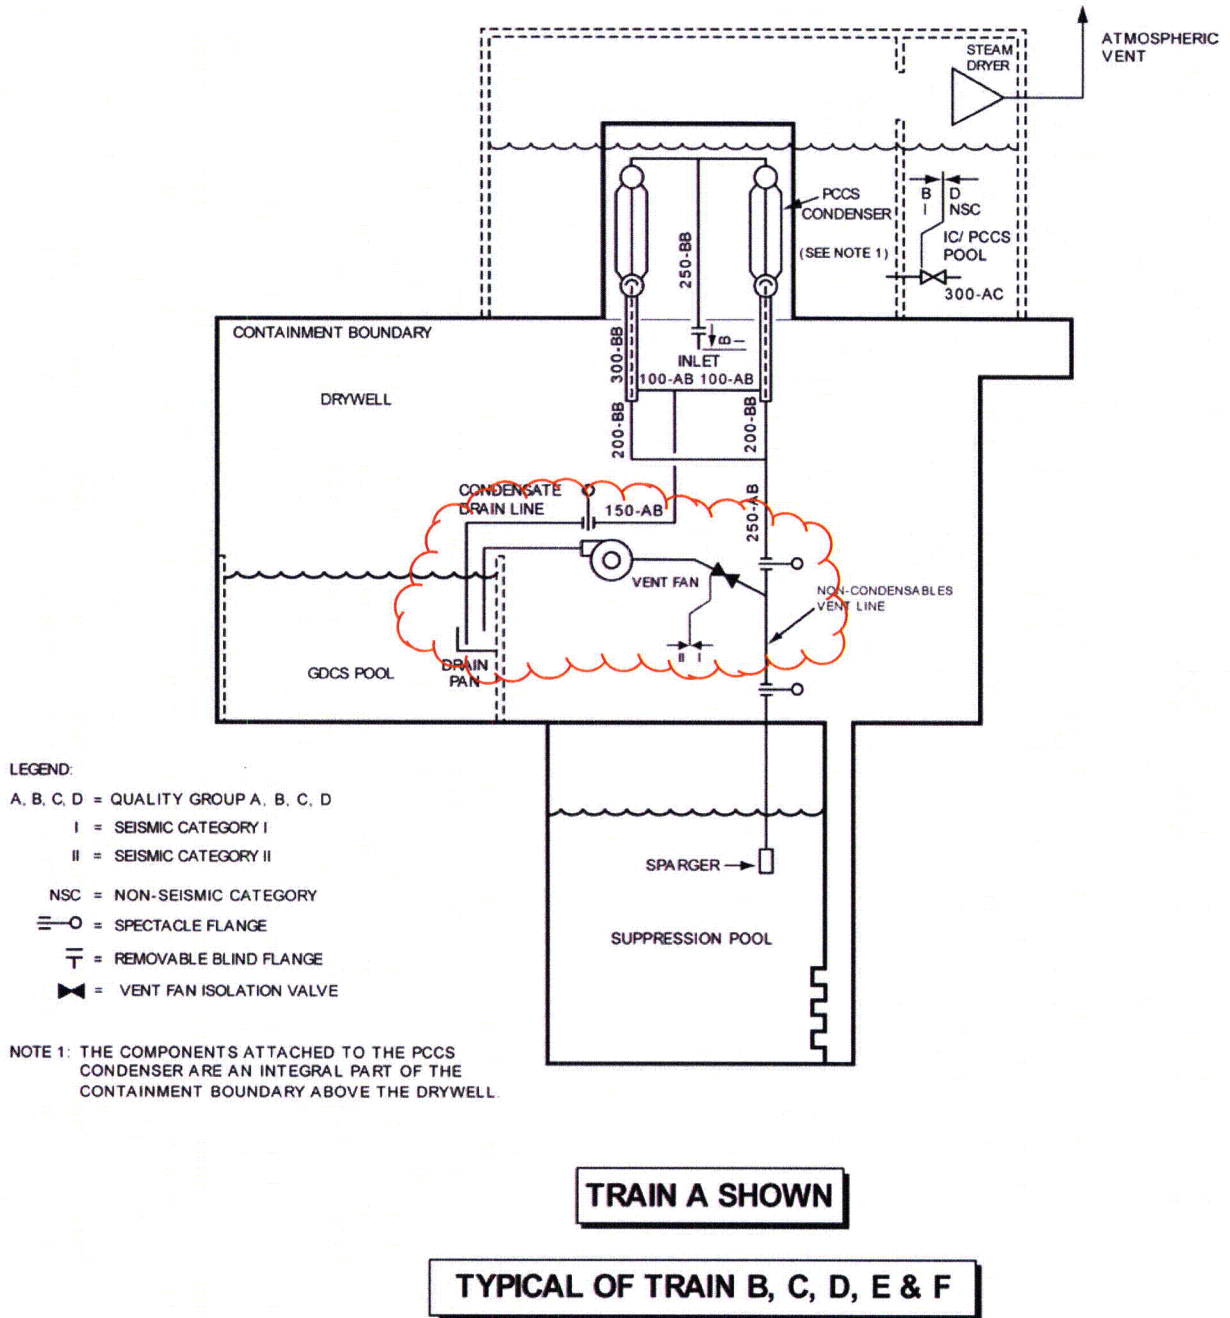 ATMOSPHERIC
VENT
STEAM
DRYER
PCCS
CONDENSER
(SEE NOTE 1)
B D
I NSC
IC/ PCCS
POOL
300-AC
250-BB
CONTAINMENT BOUNDARY
B I
INLET
100-AB 100-AB
300-BB
DRYWELL
200-BB
200-BB
CONDENSATE
DRAIN LINE
150-AB
250-AB
VENT FAN
NON-CONDENSABLES
VENT LINE
II I
GDCS POOL
DRAIN
PAN
LEGEND:
A, B, C, D = QUALITY GROUP A, B, C, D
I = SEISMIC CATEGORY I
II = SEISMIC CATEGORY II
NSC = NON-SEISMIC CATEGORY
= SPECTACLE FLANGE
= REMOVABLE BLIND FLANGE
= VENT FAN ISOLATION VALVE
SPARGER
SUPPRESSION POOL
NOTE 1: THE COMPONENTS ATTACHED TO THE PCCS
CONDENSER ARE AN INTEGRAL PART OF THE
CONTAINMENT BOUNDARY ABOVE THE DRYWELL.
TRAIN A SHOWN
TYPICAL OF TRAIN B, C, D, E & F